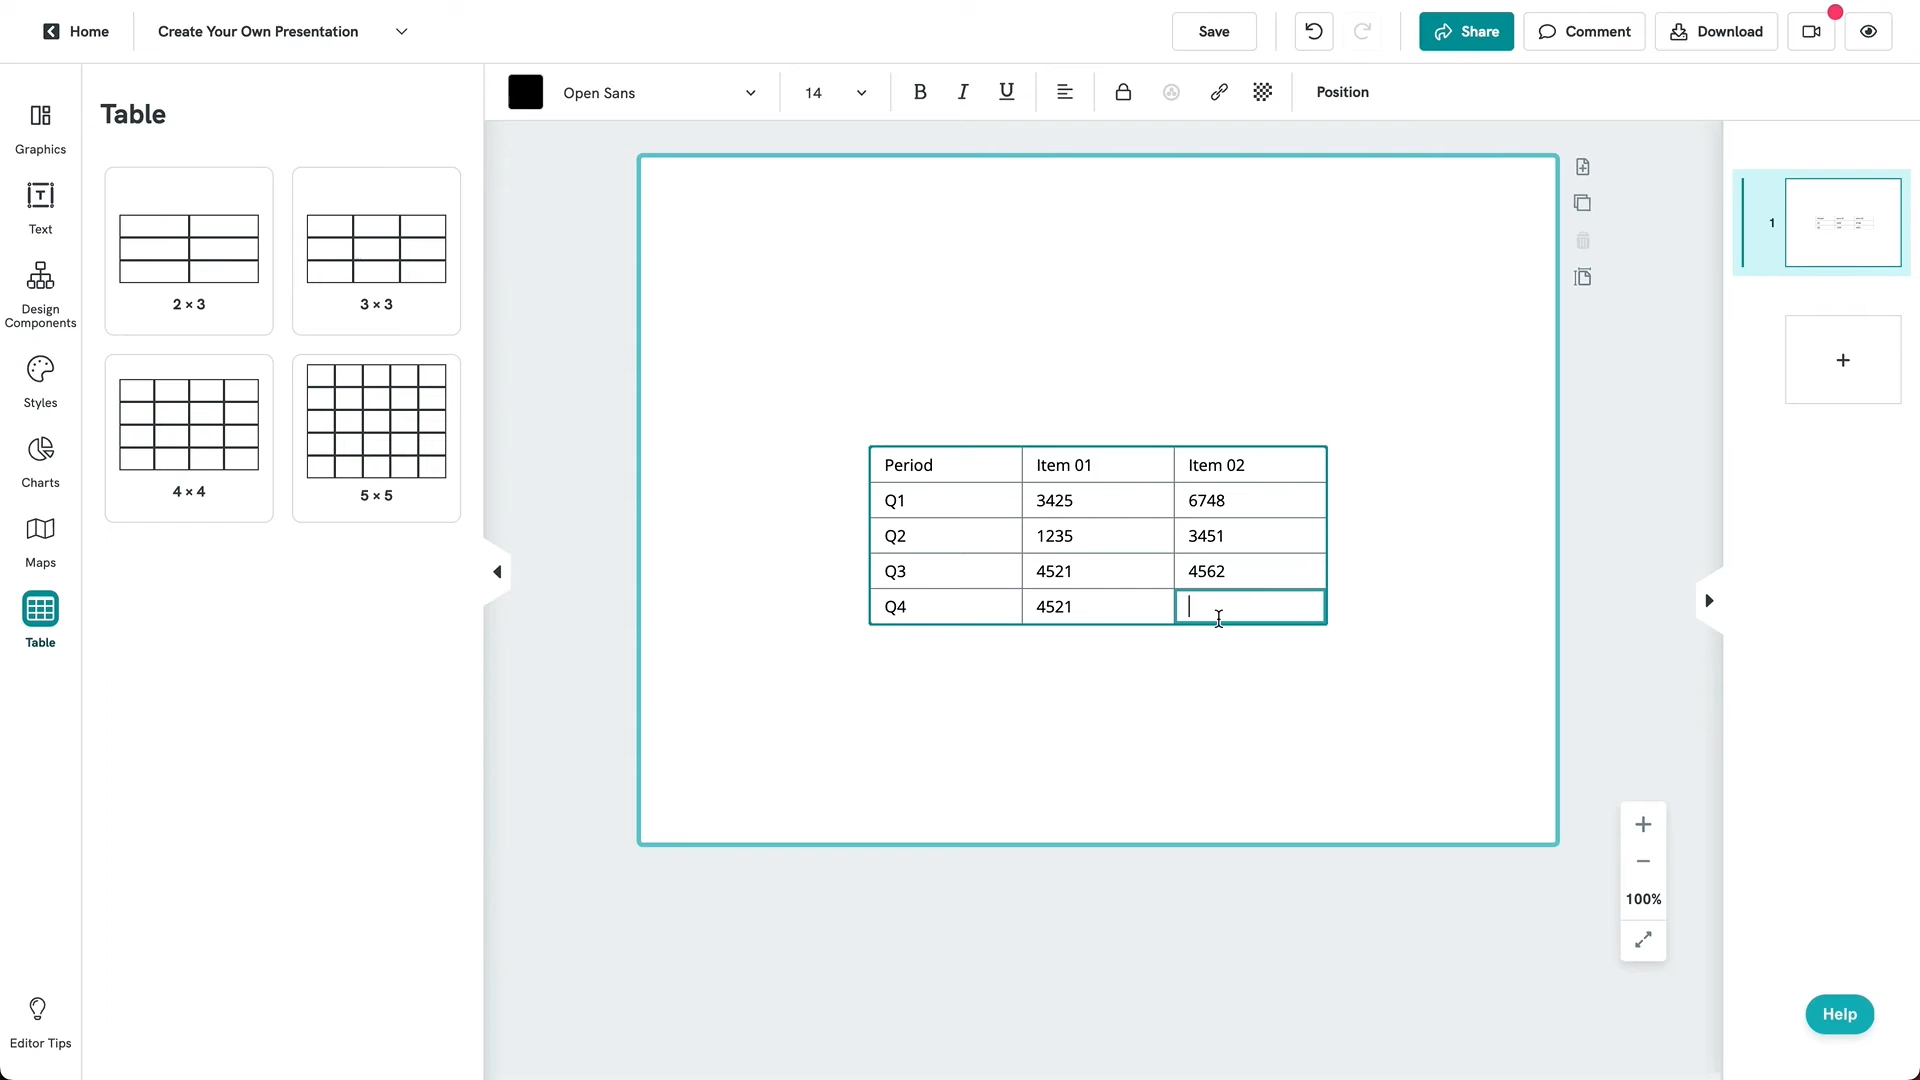 Home
Create Your Own Presentation
Save
Share
Comment
Download
Graphics
Text
Design
Components
Styles
Charts
Maps
Table
Editor Tips
Table
2 × 3
3 × 3
4 × 4
5 × 5
Open Sans
14
B I U
Position
Period Item 01 Item 02
Q1 3425 6748
Q2 1235 3451
Q3 4521 4562
Q4 4521
1
+
100%
Help